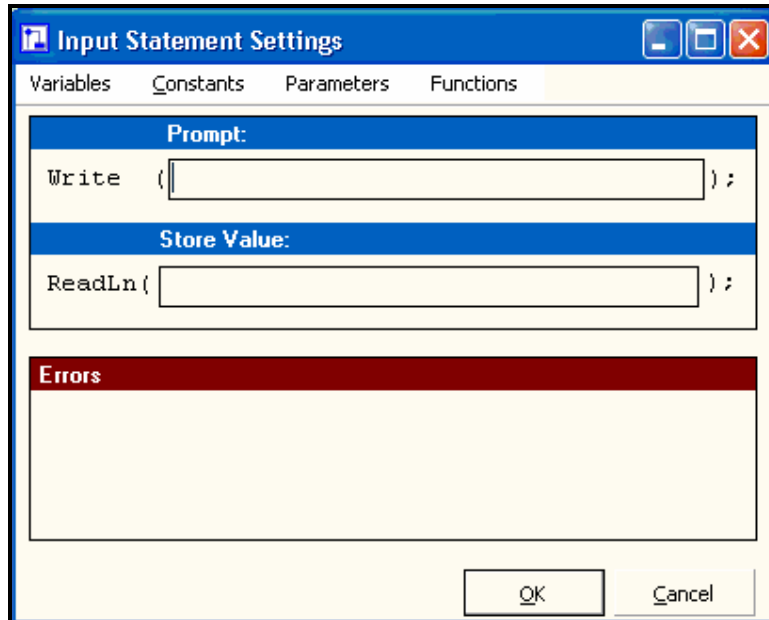 Input Statement Settings
Variables Constants Parameters Functions
Prompt:
Write ( );
Store Value:
ReadLn( );
Errors
OK Cancel